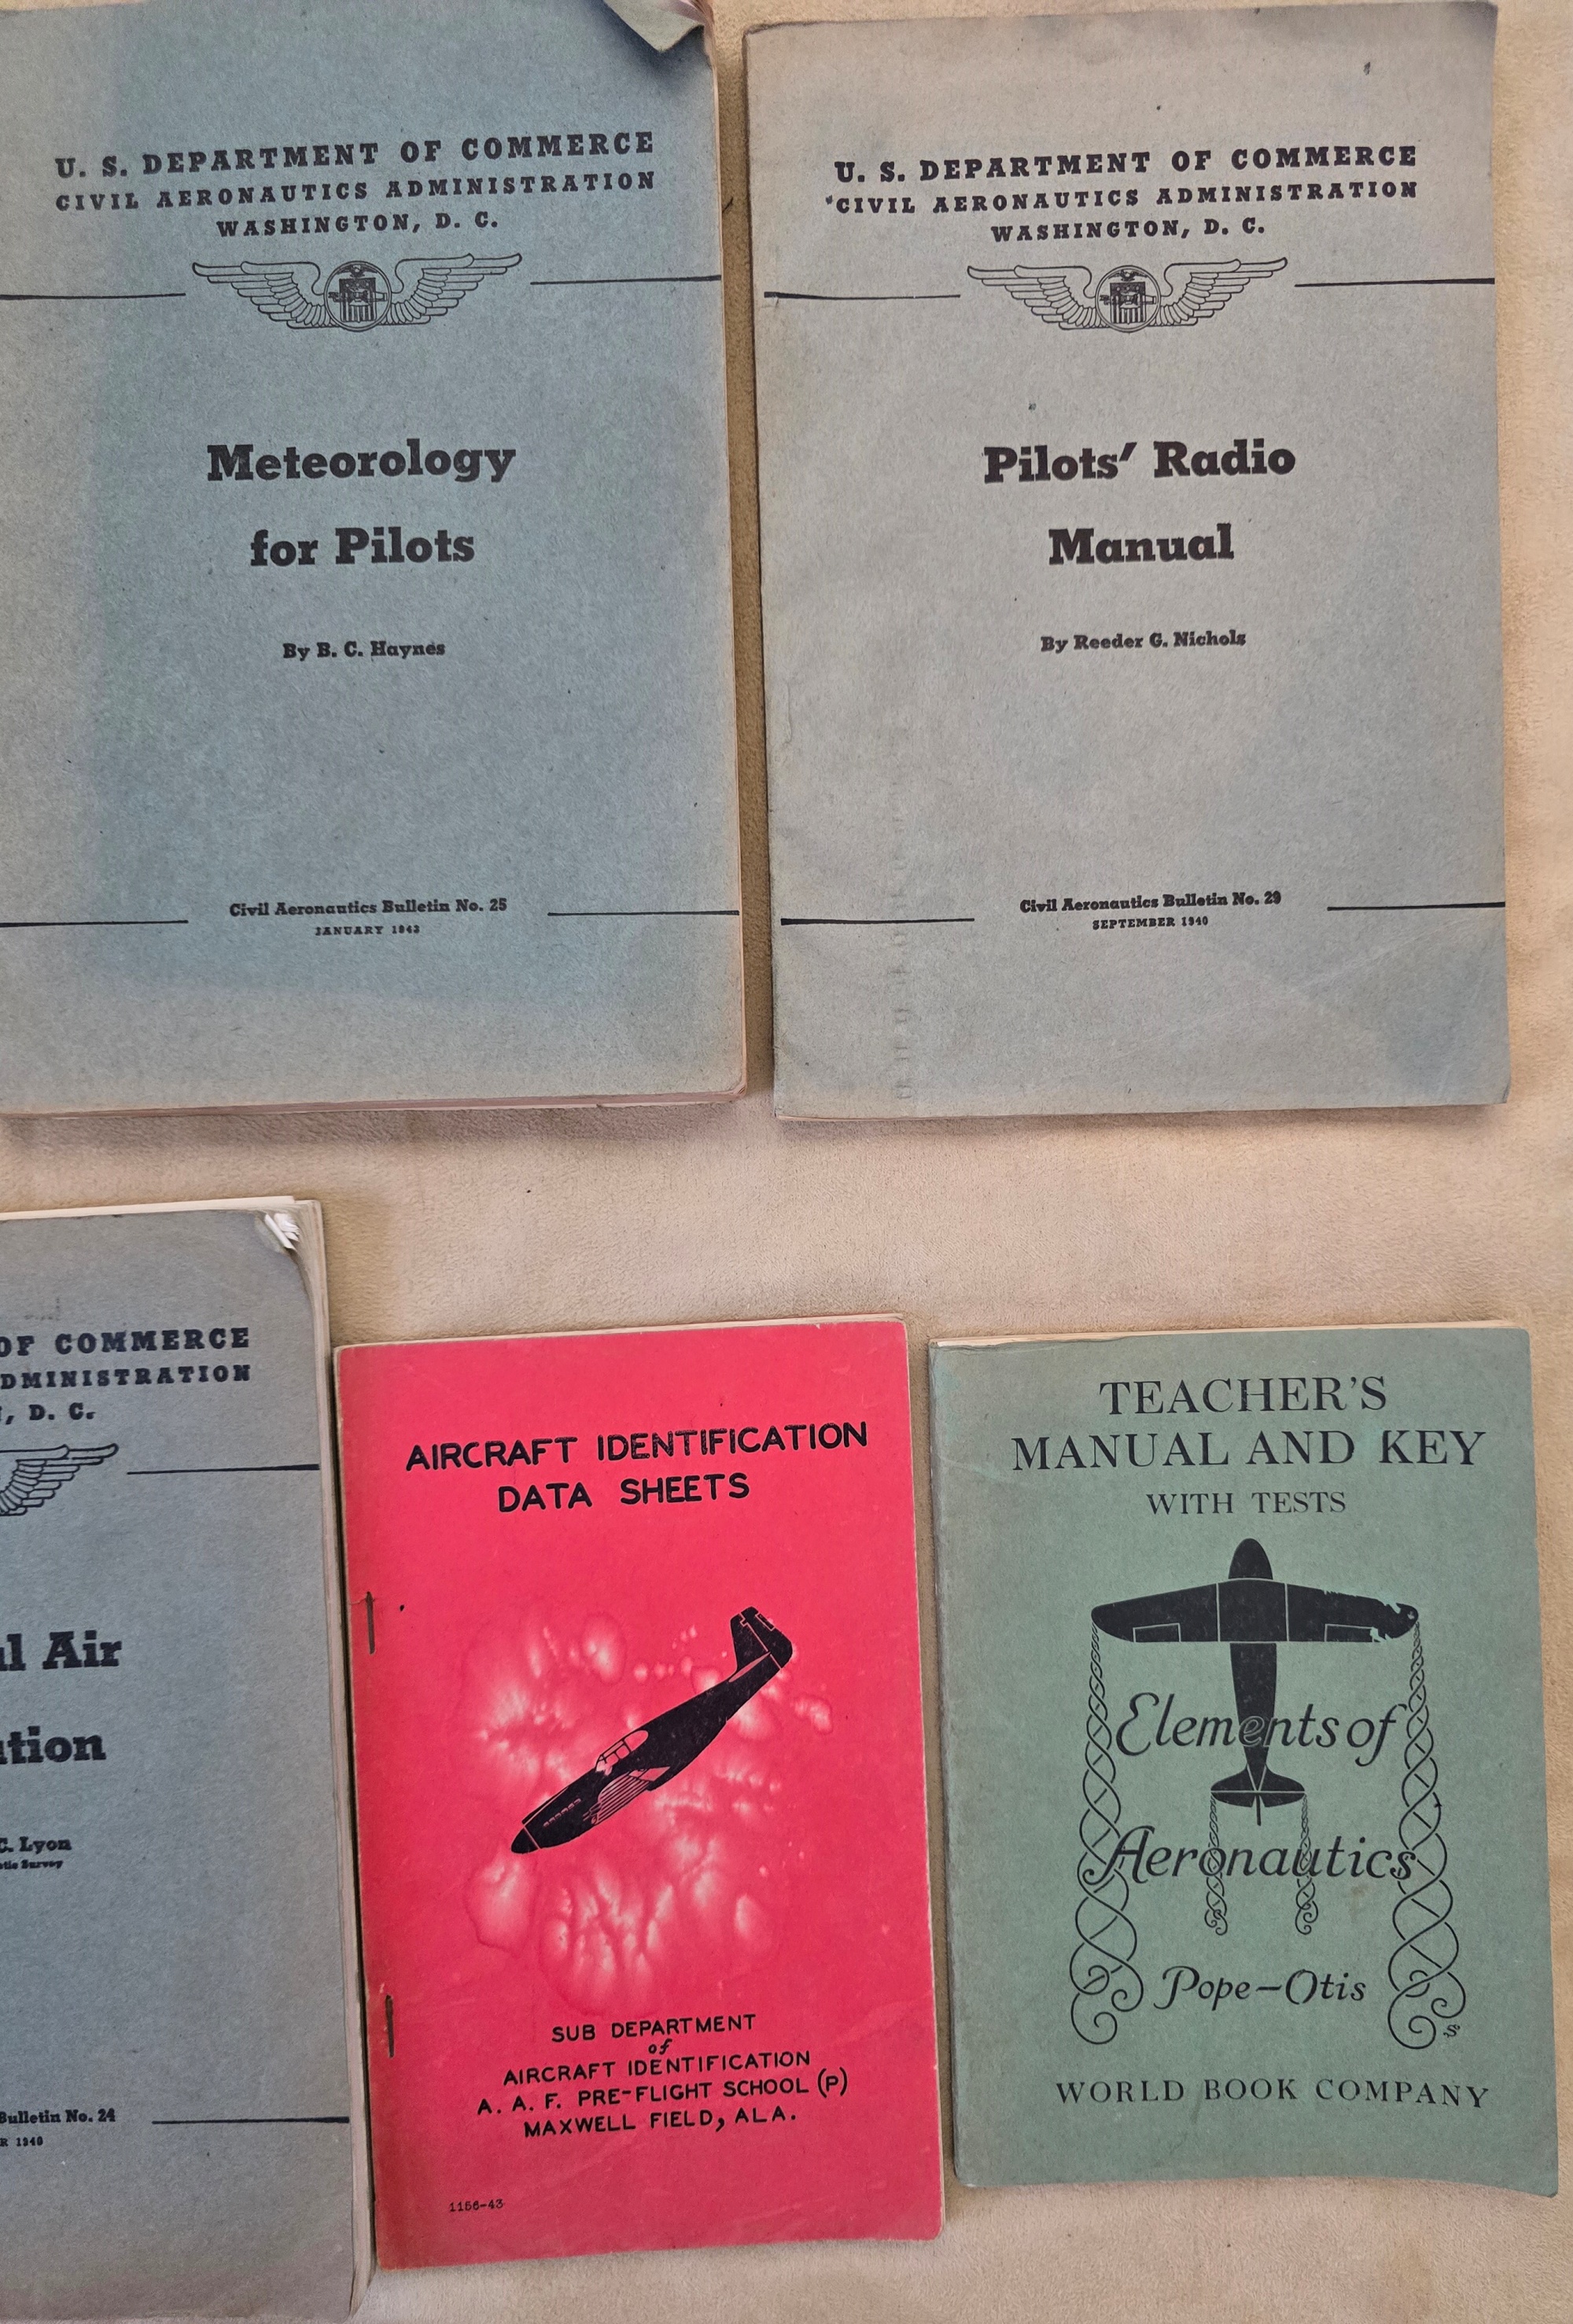 U. S. DEPARTMENT OF COMMERCE
CIVIL AERONAUTICS ADMINISTRATION
WASHINGTON, D. C.
Meteorology
for Pilots
By B. C. Haynes
Civil Aeronautics Bulletin No. 25
JANUARY 1943
U. S. DEPARTMENT OF COMMERCE
CIVIL AERONAUTICS ADMINISTRATION
WASHINGTON, D. C.
Pilots' Radio
Manual
By Reeder G. Nichols
Civil Aeronautics Bulletin No. 29
SEPTEMBER 1940
OF COMMERCE
DMINISTRATION
, D. C.
l Air
tion
C. Lyon
Survey
Bulletin No. 24
R 1940
AIRCRAFT IDENTIFICATION
DATA SHEETS
SUB DEPARTMENT
of
AIRCRAFT IDENTIFICATION
A. A. F. PRE-FLIGHT SCHOOL (P)
MAXWELL FIELD, ALA.
1156-43
TEACHER'S
MANUAL AND KEY
WITH TESTS
Elements of
Aeronautics
Pope-Otis
S
WORLD BOOK COMPANY